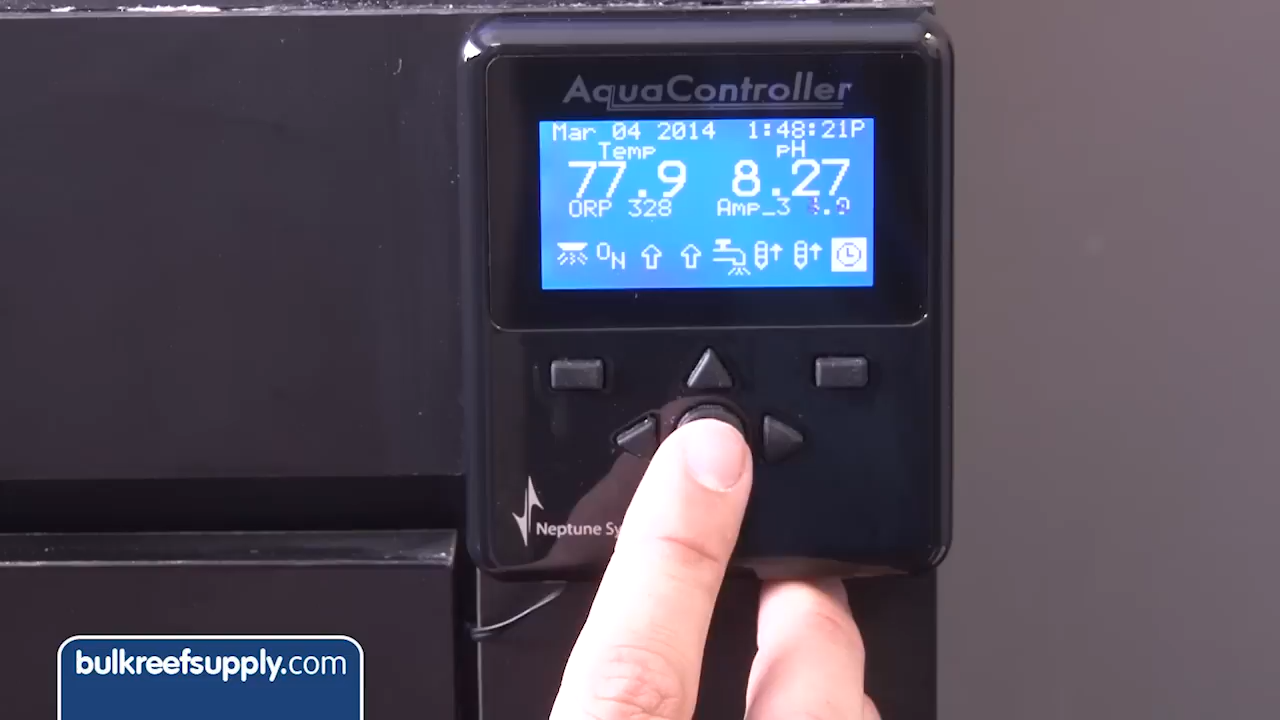 AquaController
Mar 04 2014 1:48:21P
Temp pH
77.9 8.27
ORP 328 Amp_3
ON
Neptune
bulkreefsupply.com